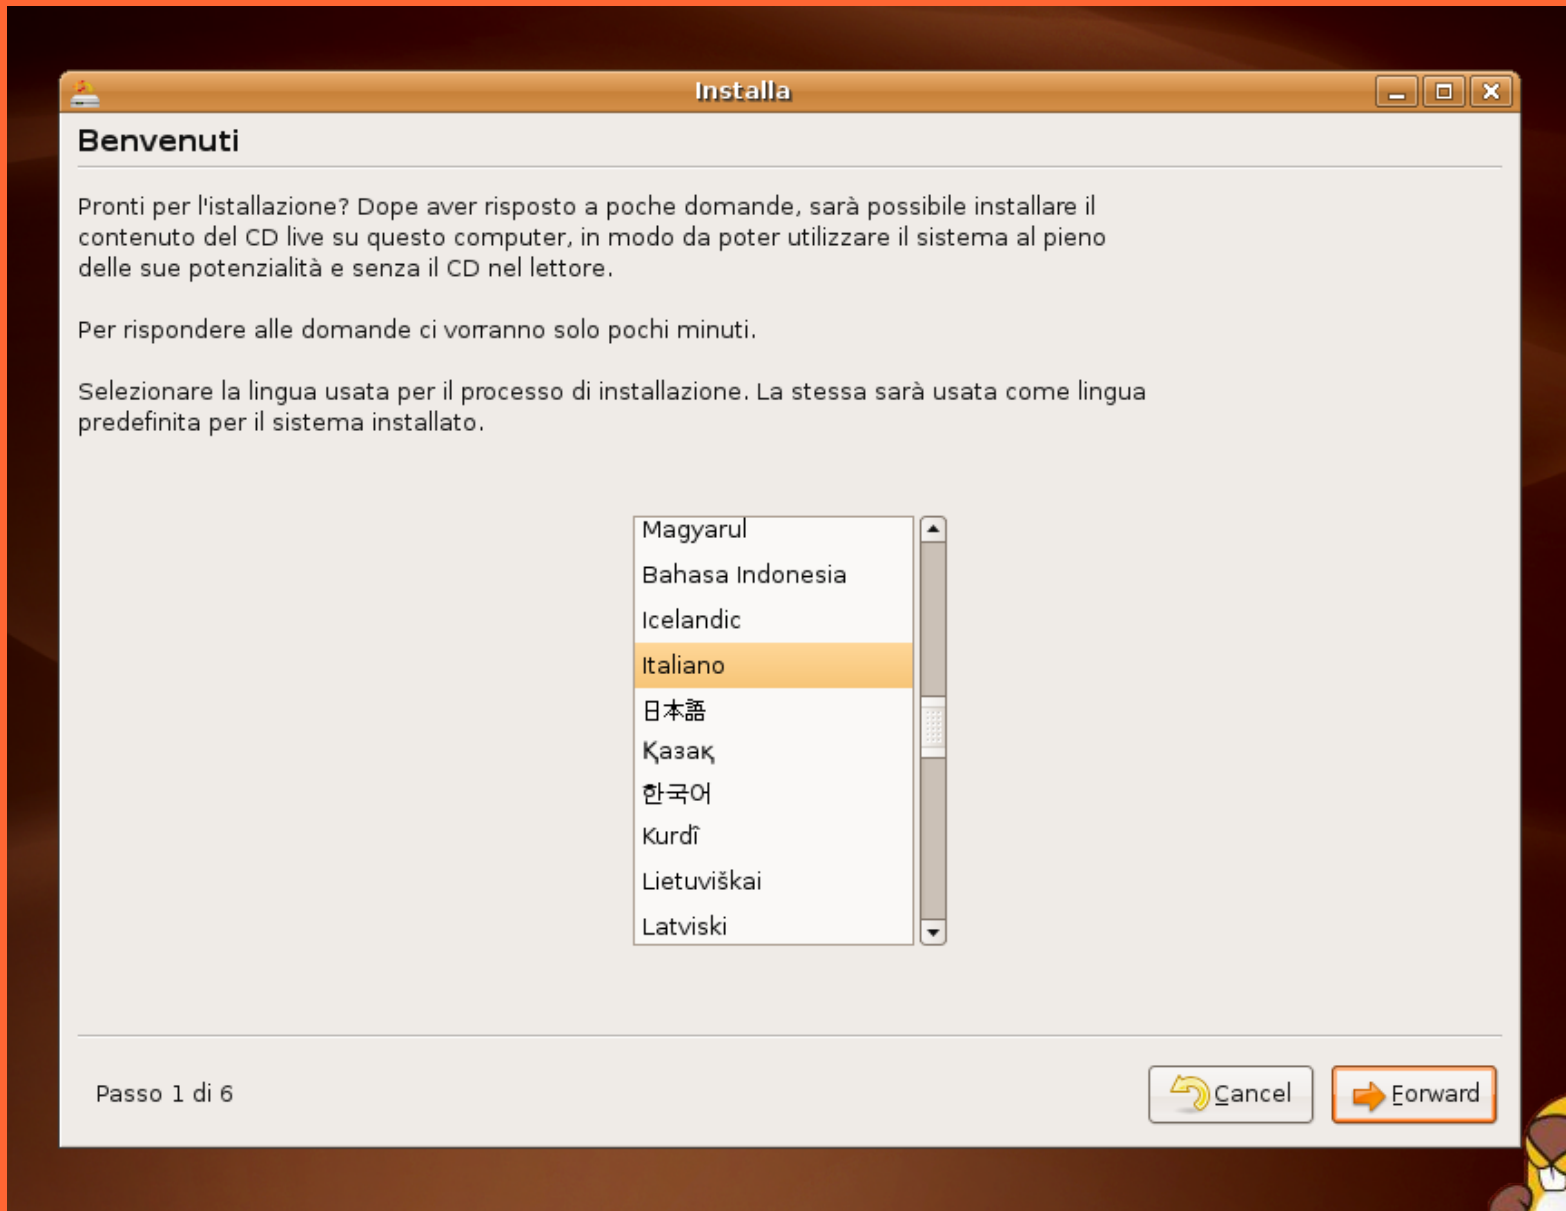 Installa
Benvenuti
Pronti per l'istallazione? Dope aver risposto a poche domande, sarà possibile installare il
contenuto del CD live su questo computer, in modo da poter utilizzare il sistema al pieno
delle sue potenzialità e senza il CD nel lettore.
Per rispondere alle domande ci vorranno solo pochi minuti.
Selezionare la lingua usata per il processo di installazione. La stessa sarà usata come lingua
predefinita per il sistema installato.
Magyarul
Bahasa Indonesia
Icelandic
Italiano
日本語
Қазақ
한국어
Kurdî
Lietuviškai
Latviski
Passo 1 di 6
Cancel
Forward